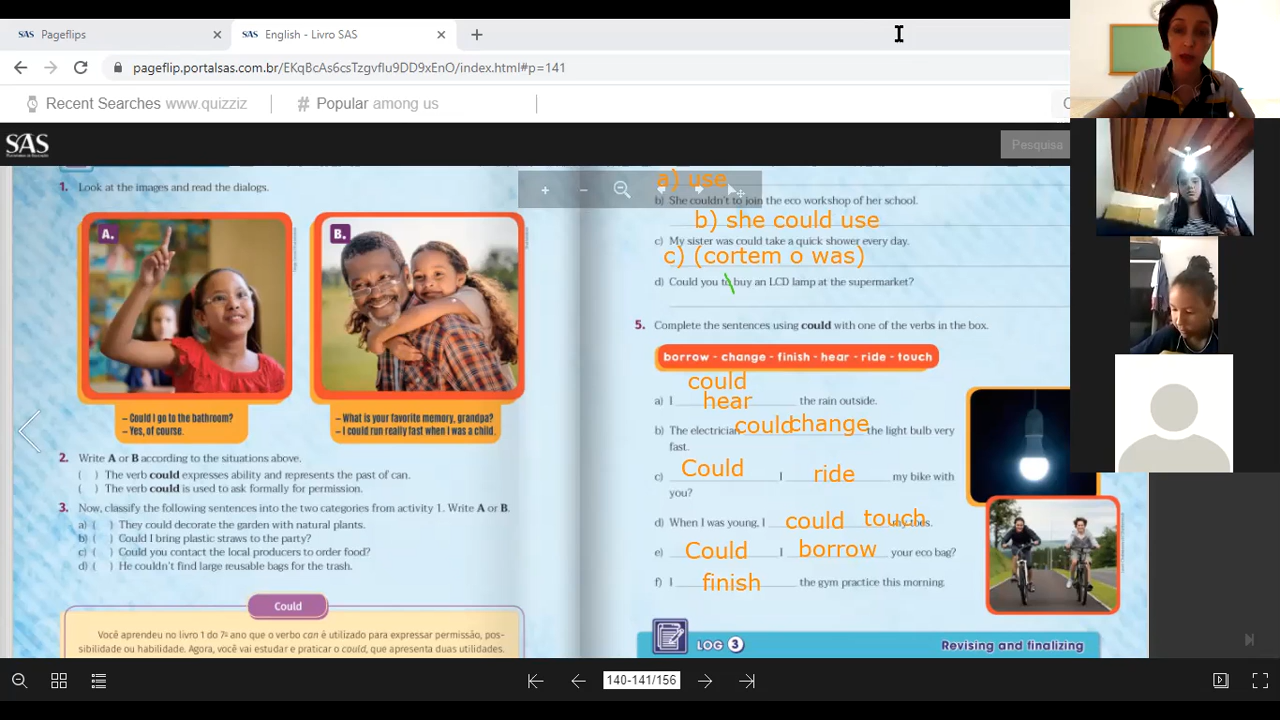 SAS Pageflips
SAS English - Livro SAS
pageflip.portalsas.com.br/EKqBcAs6csTzgvflu9DD9xEnO/index.html#p=141
Recent Searches www.quizziz
# Popular among us
SAS
Pesquisa
1. Look at the images and read the dialogs.
A.
B.
– Could I go to the bathroom?
– Yes, of course.
– What is your favorite memory, grandpa?
– I could run really fast when I was a child.
2. Write A or B according to the situations above.
( ) The verb could expresses ability and represents the past of can.
( ) The verb could is used to ask formally for permission.
3. Now, classify the following sentences into the two categories from activity 1. Write A or B.
a) ( ) They could decorate the garden with natural plants.
b) ( ) Could I bring plastic straws to the party?
c) ( ) Could you contact the local producers to order food?
d) ( ) He couldn't find large reusable bags for the trash.
Could
Você aprendeu no livro 1 do 7º ano que o verbo can é utilizado para expressar permissão, pos-
sibilidade ou habilidade. Agora, você vai estudar e praticar o could, que apresenta duas utilidades.
a) use
b) She couldn't to join the eco workshop of her school.
b) she could use
c) My sister was could take a quick shower every day.
c) (cortem o was)
d) Could you to buy an LCD lamp at the supermarket?
5. Complete the sentences using could with one of the verbs in the box.
borrow - change - finish - hear - ride - touch
could
a) I hear the rain outside.
b) The electrician could change the light bulb very
fast.
c) Could I ride my bike with
you?
d) When I was young, I could touch my toes.
e) Could I borrow your eco bag?
f) I finish the gym practice this morning.
LOG 3 Revising and finalizing
140-141/156